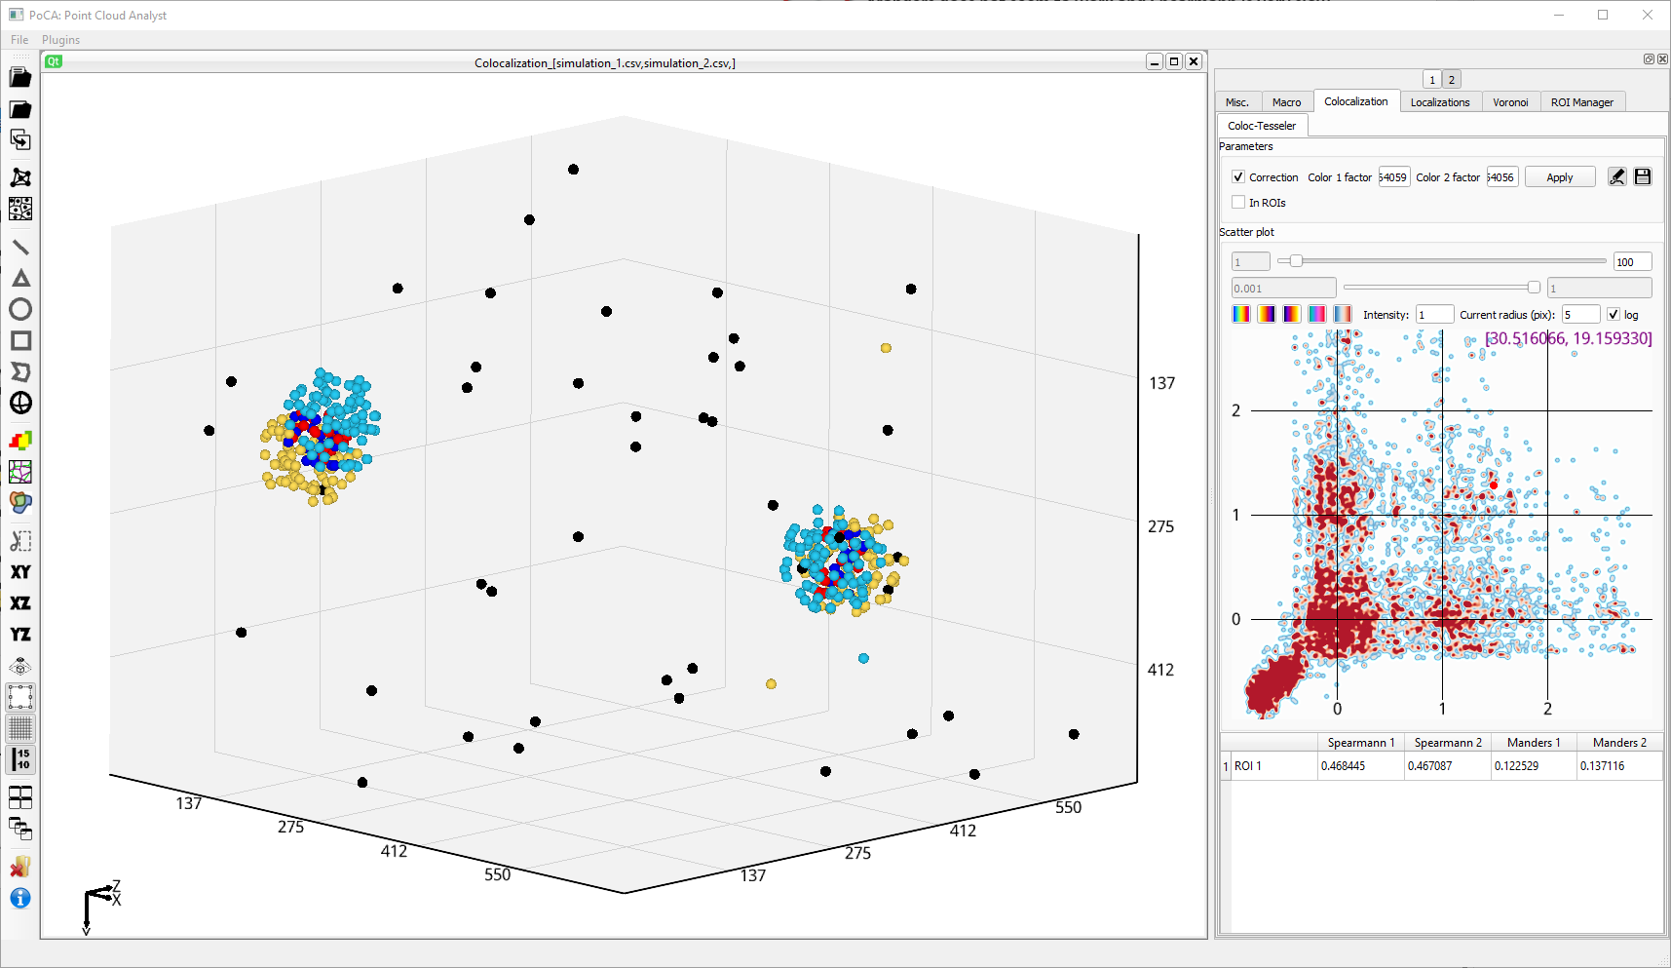 PoCA: Point Cloud Analyst
File Plugins
Qt Colocalization_[simulation_1.csv,simulation_2.csv,]
1 2
Misc. Macro Colocalization Localizations Voronoi ROI Manager
Coloc-Tesseler
Parameters
Correction Color 1 factor 54059 Color 2 factor 54056 Apply
In ROIs
Scatter plot
1 100
0.001 1
Intensity: 1 Current radius (pix): 5 log
[30.516066, 19.159330]
2
1
0
0 1 2
Spearmann 1 Spearmann 2 Manders 1 Manders 2
1 ROI 1 0.468445 0.467087 0.122529 0.137116
137
275
412
137
275
412
550
137
275
412
550
Z
X
Y
XY
XZ
YZ
15
10